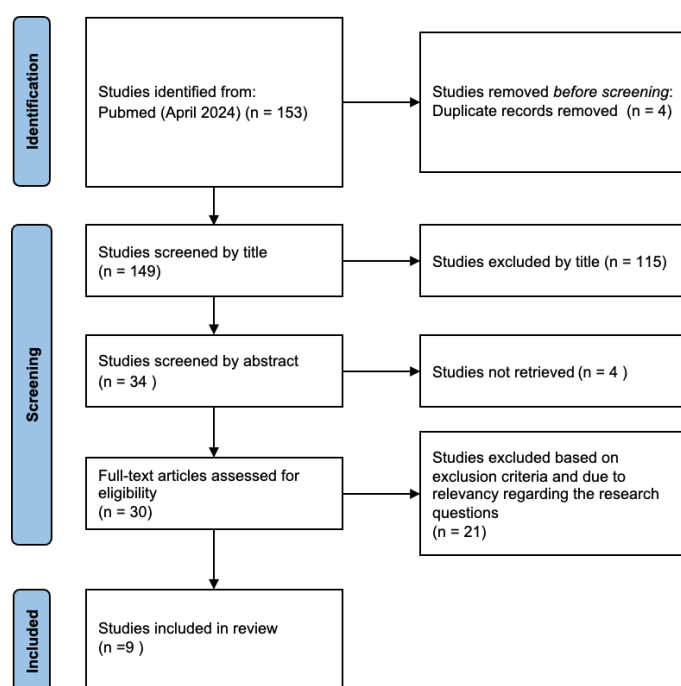 Identification
Studies identified from:
Pubmed (April 2024) (n = 153)
Studies removed before screening:
Duplicate records removed  (n = 4)
Screening
Studies screened by title
(n = 149)
Studies excluded by title (n = 115)
Studies screened by abstract
(n = 34 )
Studies not retrieved (n = 4 )
Full-text articles assessed for
eligibility
(n = 30)
Studies excluded based on
exclusion criteria and due to
relevancy regarding the research
questions
(n = 21)
Included
Studies included in review
(n =9 )